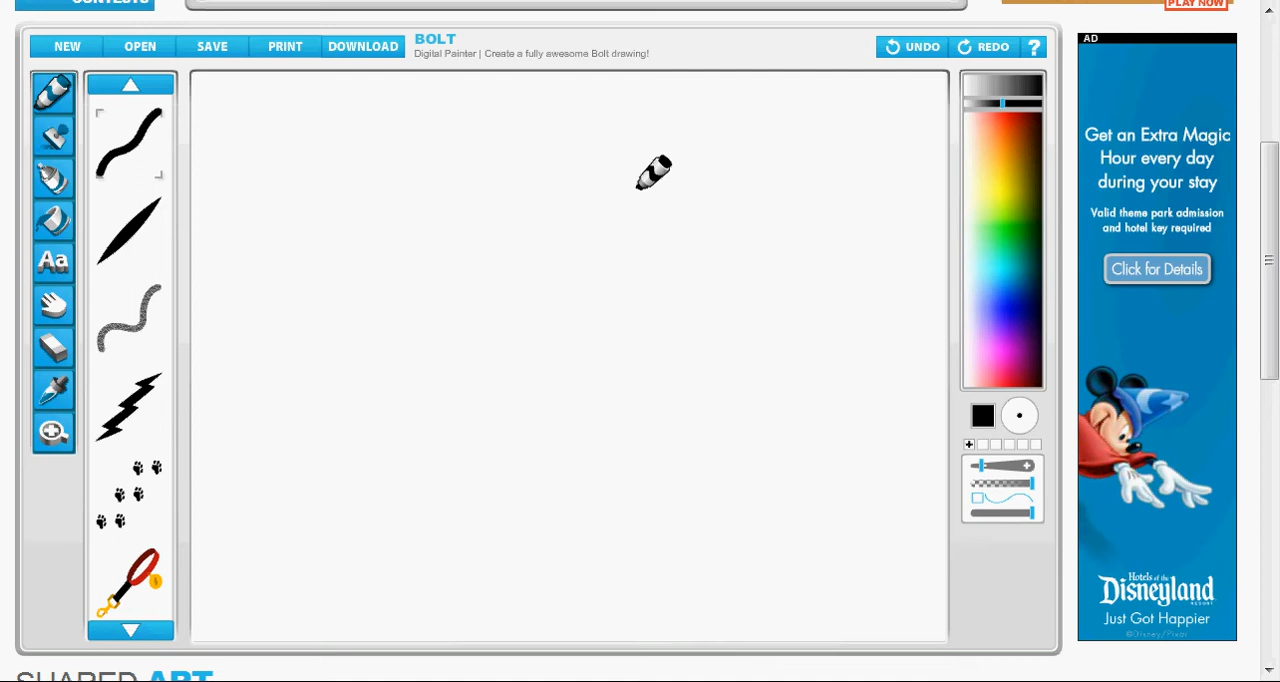 CONTESTS
PLAY NOW
NEW
OPEN
SAVE
PRINT
DOWNLOAD
BOLT
Digital Painter | Create a fully awesome Bolt drawing!
UNDO
REDO
?
Aa
AD
Get an Extra Magic
Hour every day
during your stay
Valid theme park admission
and hotel key required
Click for Details
Hotels of the
Disneyland
RESORT
Just Got Happier
©Disney/Pixar
SHARED ART